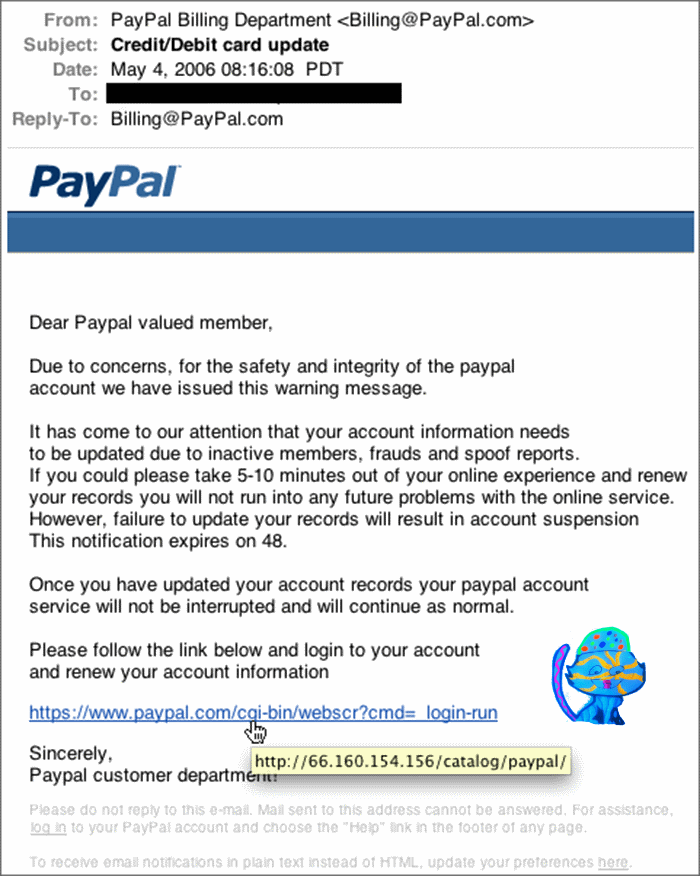 From: PayPal Billing Department <Billing@PayPal.com>
Subject: Credit/Debit card update
Date: May 4, 2006 08:16:08 PDT
To:
Reply-To: Billing@PayPal.com
PayPal
Dear Paypal valued member,
Due to concerns, for the safety and integrity of the paypal
account we have issued this warning message.
It has come to our attention that your account information needs
to be updated due to inactive members, frauds and spoof reports.
If you could please take 5-10 minutes out of your online experience and renew
your records you will not run into any future problems with the online service.
However, failure to update your records will result in account suspension
This notification expires on 48.
Once you have updated your account records your paypal account
service will not be interrupted and will continue as normal.
Please follow the link below and login to your account
and renew your account information
https://www.paypal.com/cgi-bin/webscr?cmd=_login-run
Sincerely,
http://66.160.154.156/catalog/paypal/
Paypal customer department!
Please do not reply to this e-mail. Mail sent to this address cannot be answered. For assistance,
log in to your PayPal account and choose the "Help" link in the footer of any page.
To receive email notifications in plain text instead of HTML, update your preferences here.